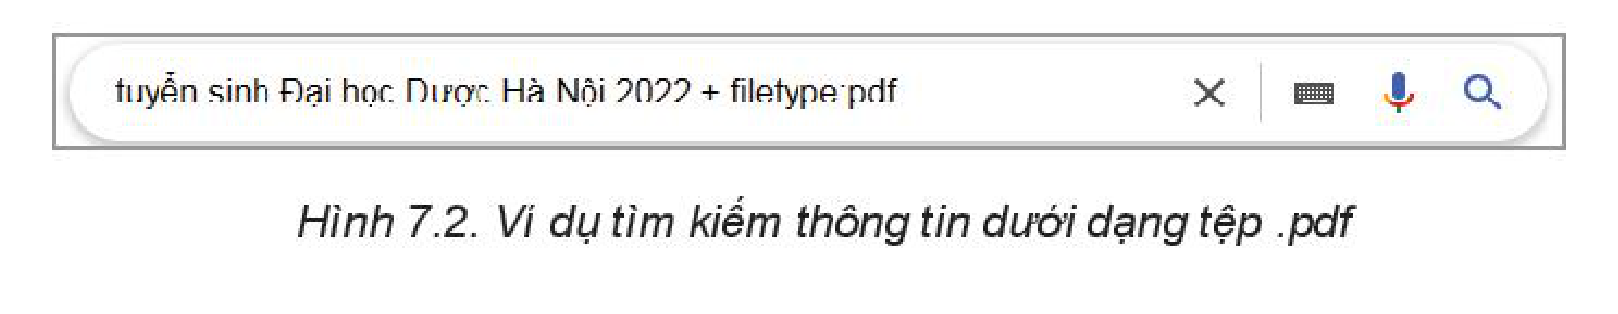 tuyển sinh Đại học Dược Hà Nội 2022 + filetype:pdf
Hình 7.2. Ví dụ tìm kiếm thông tin dưới dạng tệp .pdf